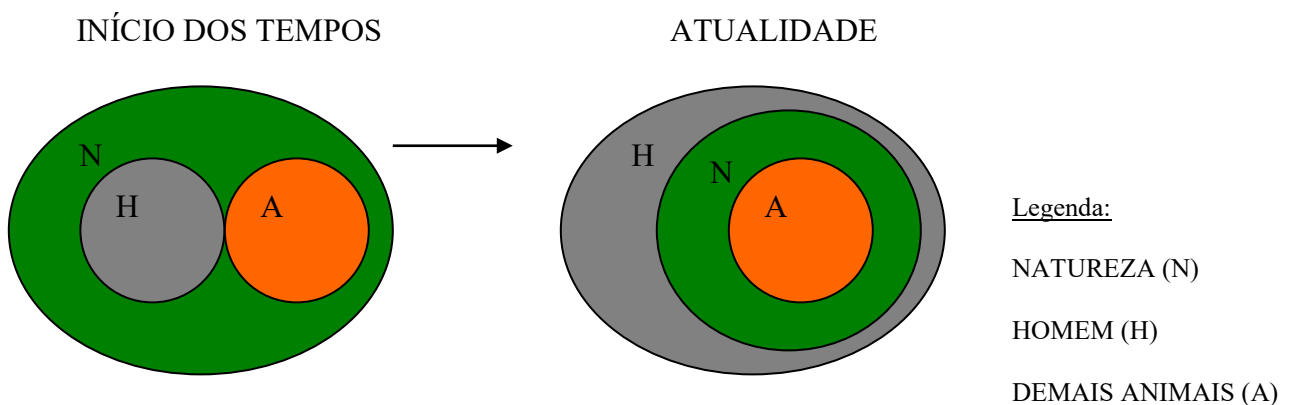 INÍCIO DOS TEMPOS
ATUALIDADE
N
H
A
H
N
A
Legenda:
NATUREZA (N)
HOMEM (H)
DEMAIS ANIMAIS (A)